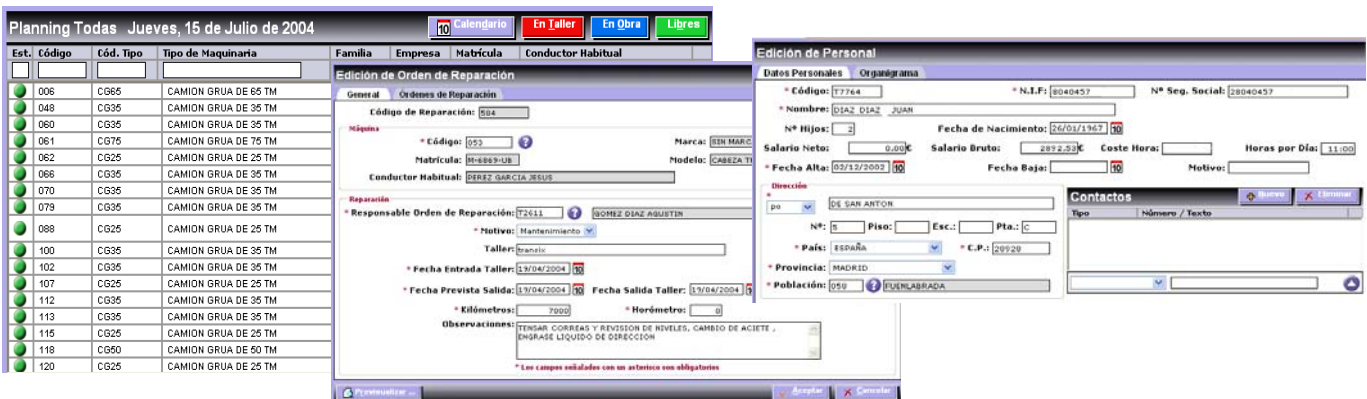 Planning Todas Jueves, 15 de Julio de 2004
10 Calendario En Taller En Obra Libres
Est. Código Cód. Tipo Tipo de Maquinaria Familia Empresa Matrícula Conductor Habitual
006 CG65 CAMION GRUA DE 65 TM
048 CG35 CAMION GRUA DE 35 TM
060 CG35 CAMION GRUA DE 35 TM
061 CG75 CAMION GRUA DE 75 TM
062 CG25 CAMION GRUA DE 25 TM
066 CG35 CAMION GRUA DE 35 TM
070 CG35 CAMION GRUA DE 35 TM
079 CG35 CAMION GRUA DE 35 TM
088 CG25 CAMION GRUA DE 25 TM
100 CG35 CAMION GRUA DE 35 TM
102 CG35 CAMION GRUA DE 35 TM
107 CG25 CAMION GRUA DE 25 TM
112 CG35 CAMION GRUA DE 35 TM
113 CG35 CAMION GRUA DE 35 TM
115 CG25 CAMION GRUA DE 25 TM
118 CG50 CAMION GRUA DE 50 TM
120 CG25 CAMION GRUA DE 25 TM
Edición de Orden de Reparación
General Órdenes de Reparación
Código de Reparación: 504
Máquina
* Código: 053 Marca: SIN MARC
Matrícula: M-6869-UB Modelo: CABEZA T
Conductor Habitual: PEREZ GARCIA JESUS
Reparación
* Responsable Orden de Reparación: T2611 GOMEZ DIAZ AGUSTIN
* Motivo: Mantenimiento
Taller: transix
* Fecha Entrada Taller: 19/04/2004 10
* Fecha Prevista Salida: 19/04/2004 10 Fecha Salida Taller: 19/04/2004
* Kilómetros: 7000 * Horómetro: 0
Observaciones: TENSAR CORREAS Y REVISION DE NIVELES, CAMBIO DE ACIETE ,
ENGRASE LIQUIDO DE DIRECCION
* Los campos señalados con un asterisco son obligatorios
Previsualizar ... Aceptar Cancelar
Edición de Personal
Datos Personales Organigrama
* Código: T7764 * N.I.F: 8040457 Nº Seg. Social: 28040457
* Nombre: DIAZ DIAZ JUAN
Nº Hijos: 2 Fecha de Nacimiento: 26/01/1967 10
Salario Neto: 0.00€ Salario Bruto: 2892.53€ Coste Hora: Horas por Día: 11:00
* Fecha Alta: 02/12/2002 10 Fecha Baja: 10 Motivo:
Dirección
* po DE SAN ANTON
Nº: 5 Piso: Esc.: Pta.: C
* País: ESPAÑA * C.P.: 28920
* Provincia: MADRID
* Población: 058 FUENLABRADA
Contactos Nuevo Eliminar
Tipo Número / Texto